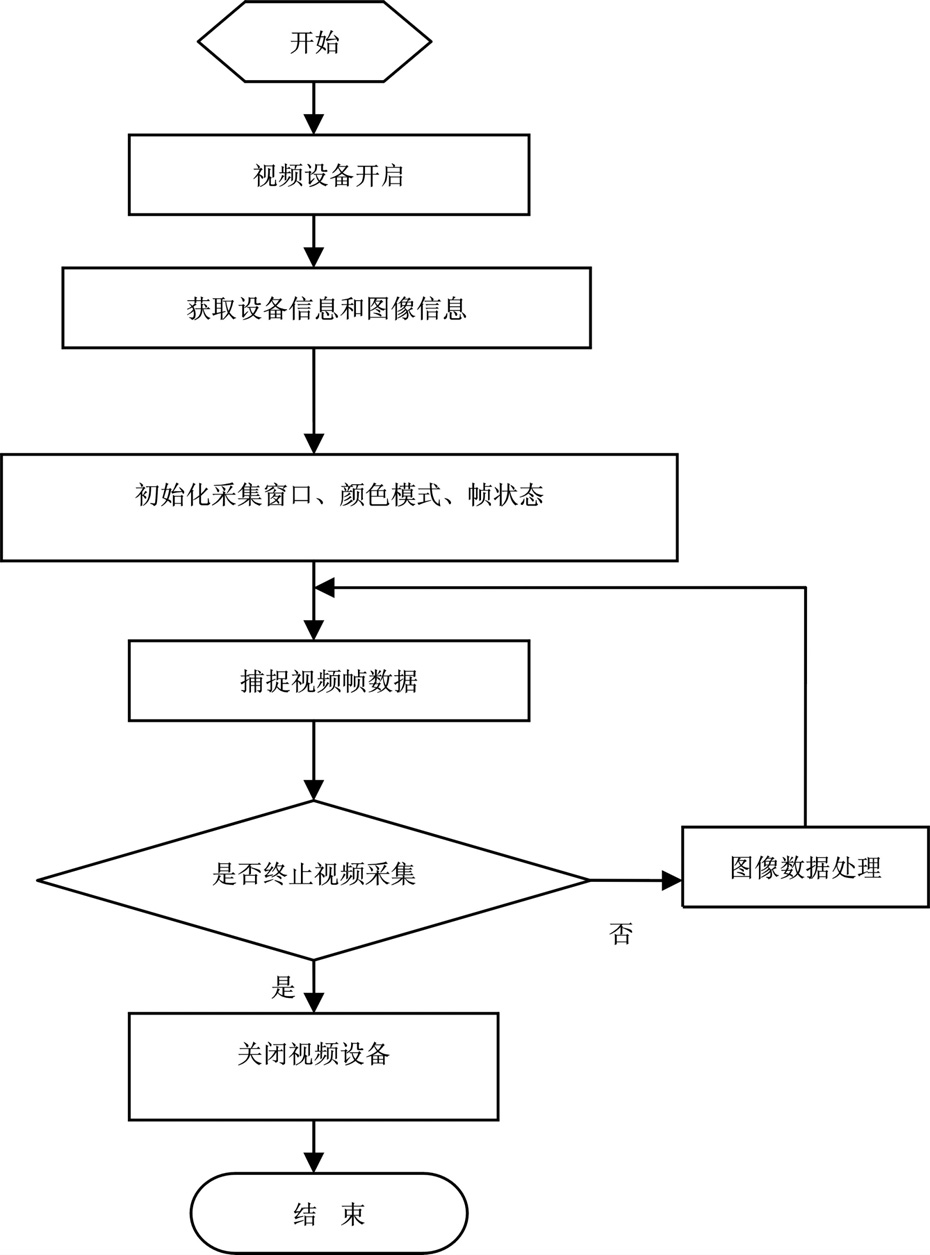 开始
视频设备开启
获取设备信息和图像信息
初始化采集窗口、颜色模式、帧状态
捕捉视频帧数据
是否终止视频采集
图像数据处理
否
是
关闭视频设备
结 束